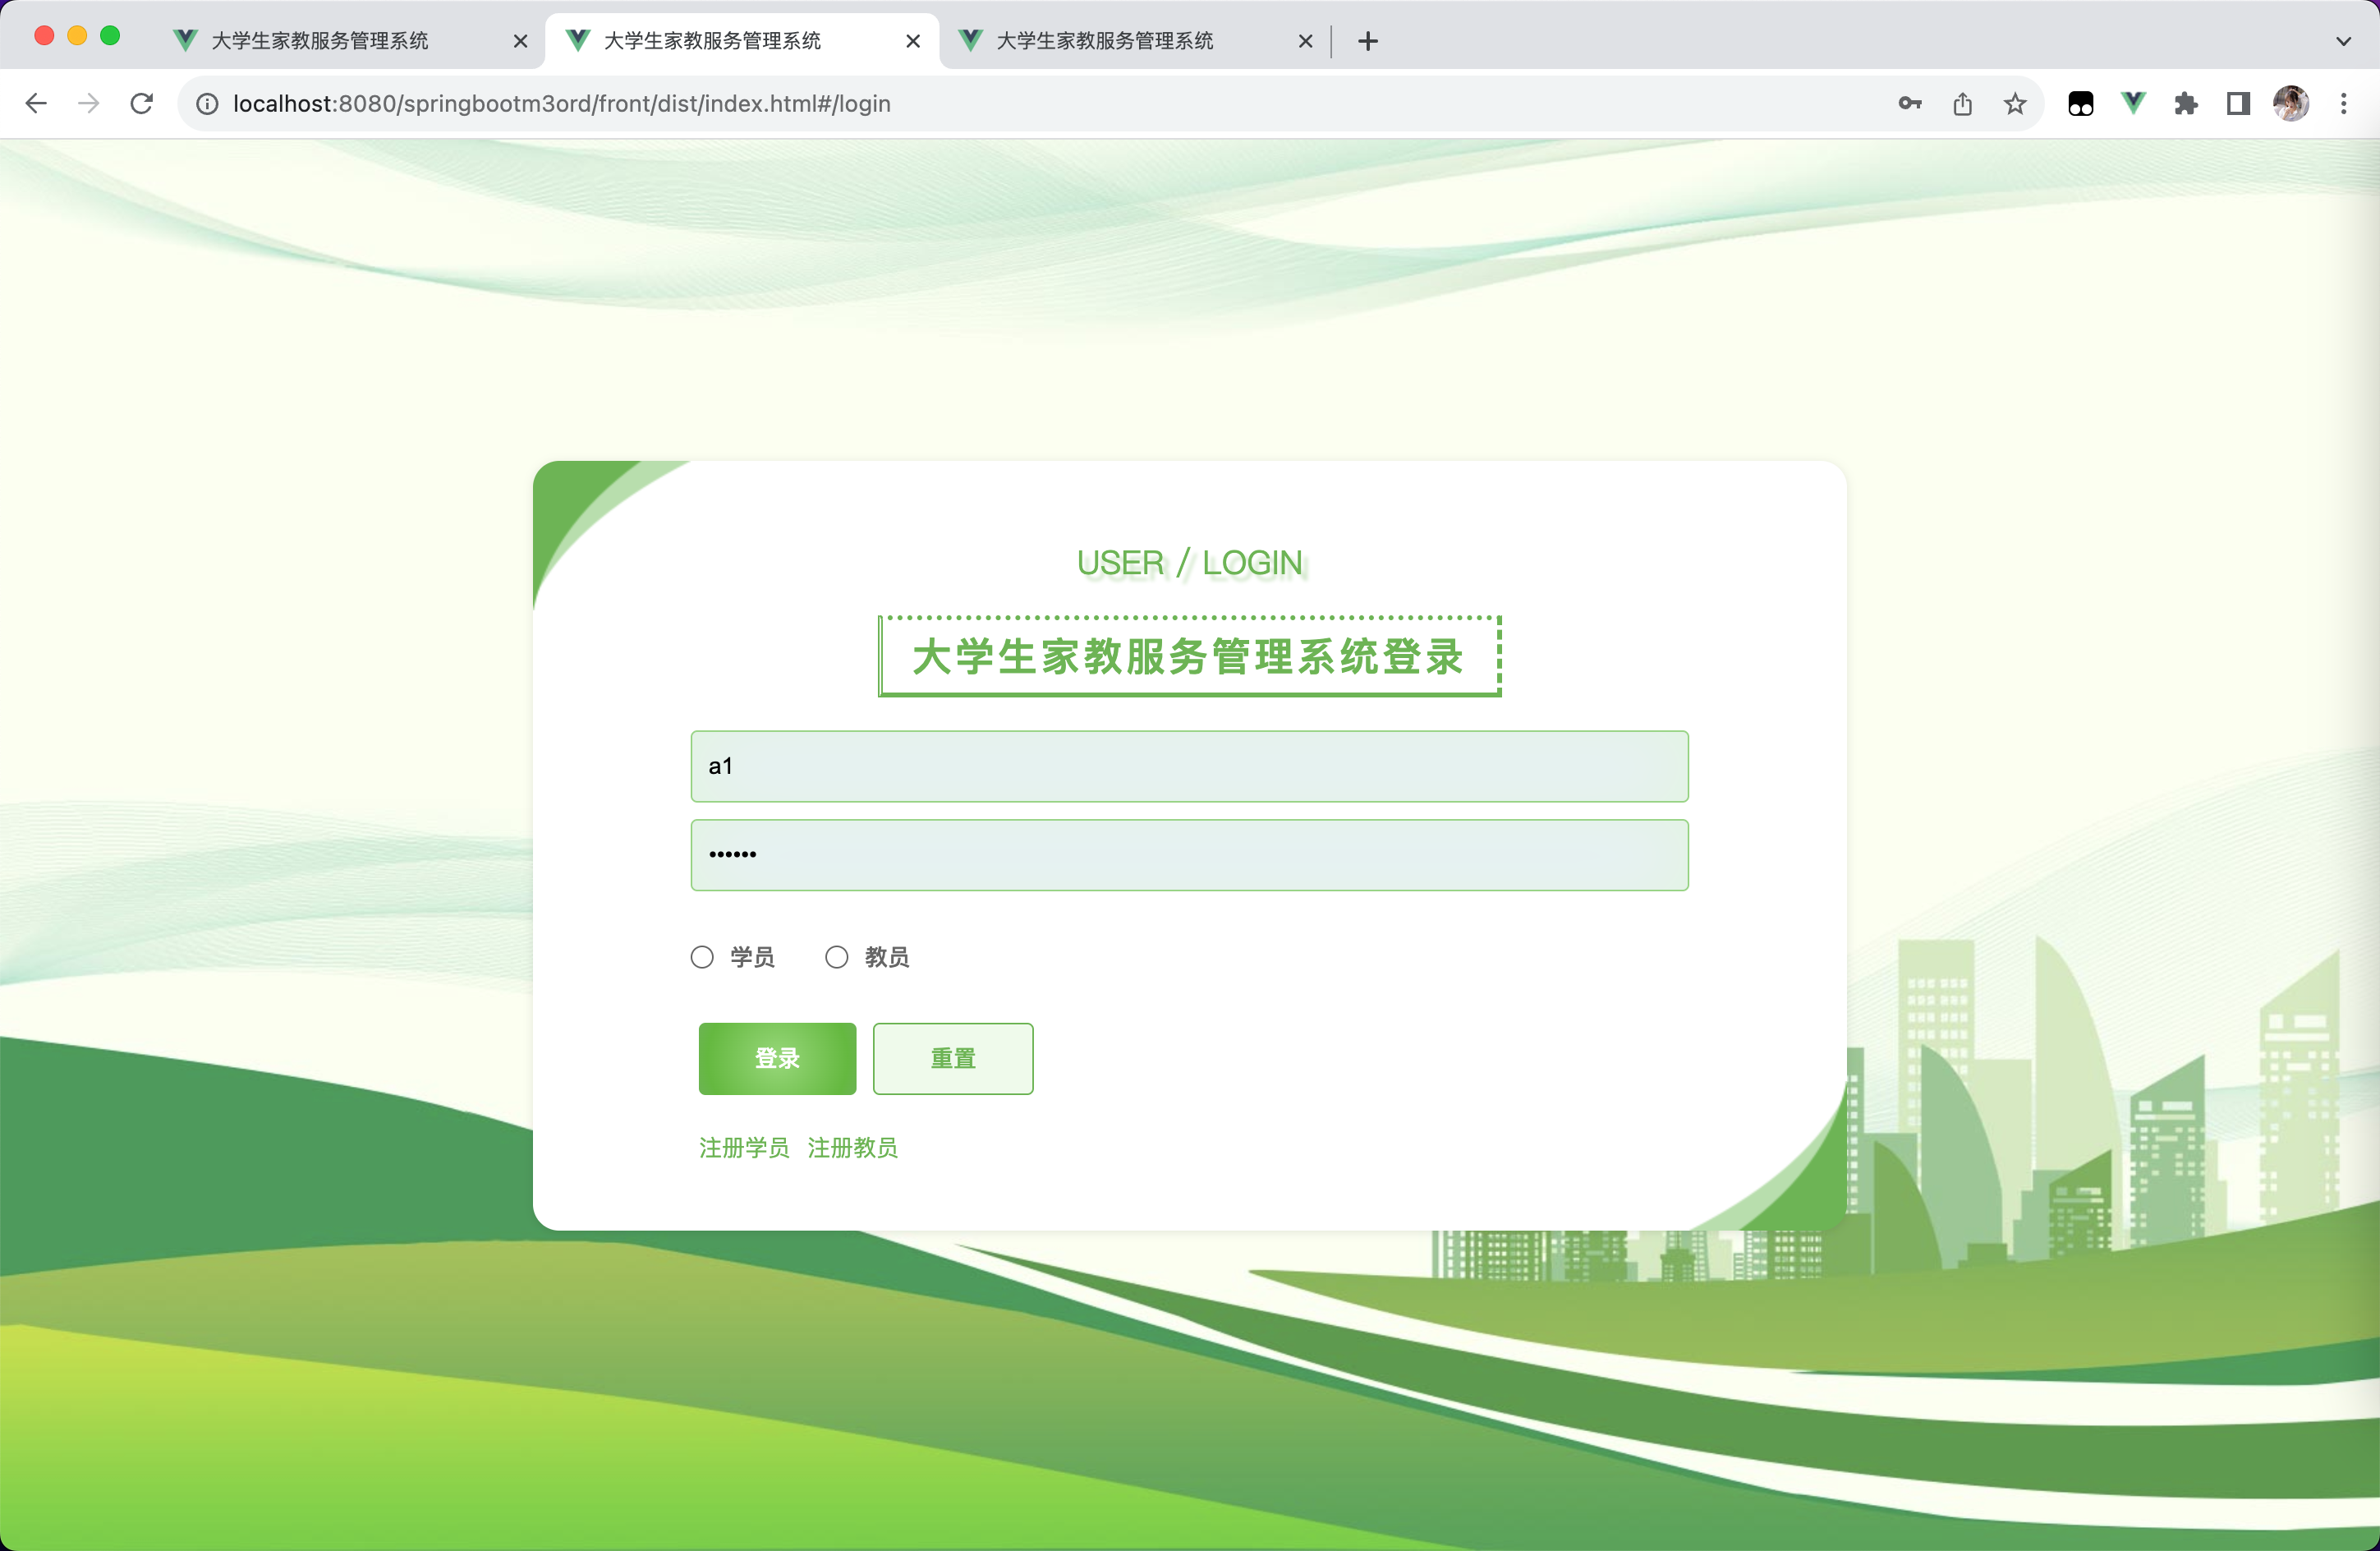 大学生家教服务管理系统
大学生家教服务管理系统
大学生家教服务管理系统
localhost:8080/springbootm3ord/front/dist/index.html#/login
USER / LOGIN
大学生家教服务管理系统登录
a1
••••••
学员 教员
登录 重置
注册学员 注册教员